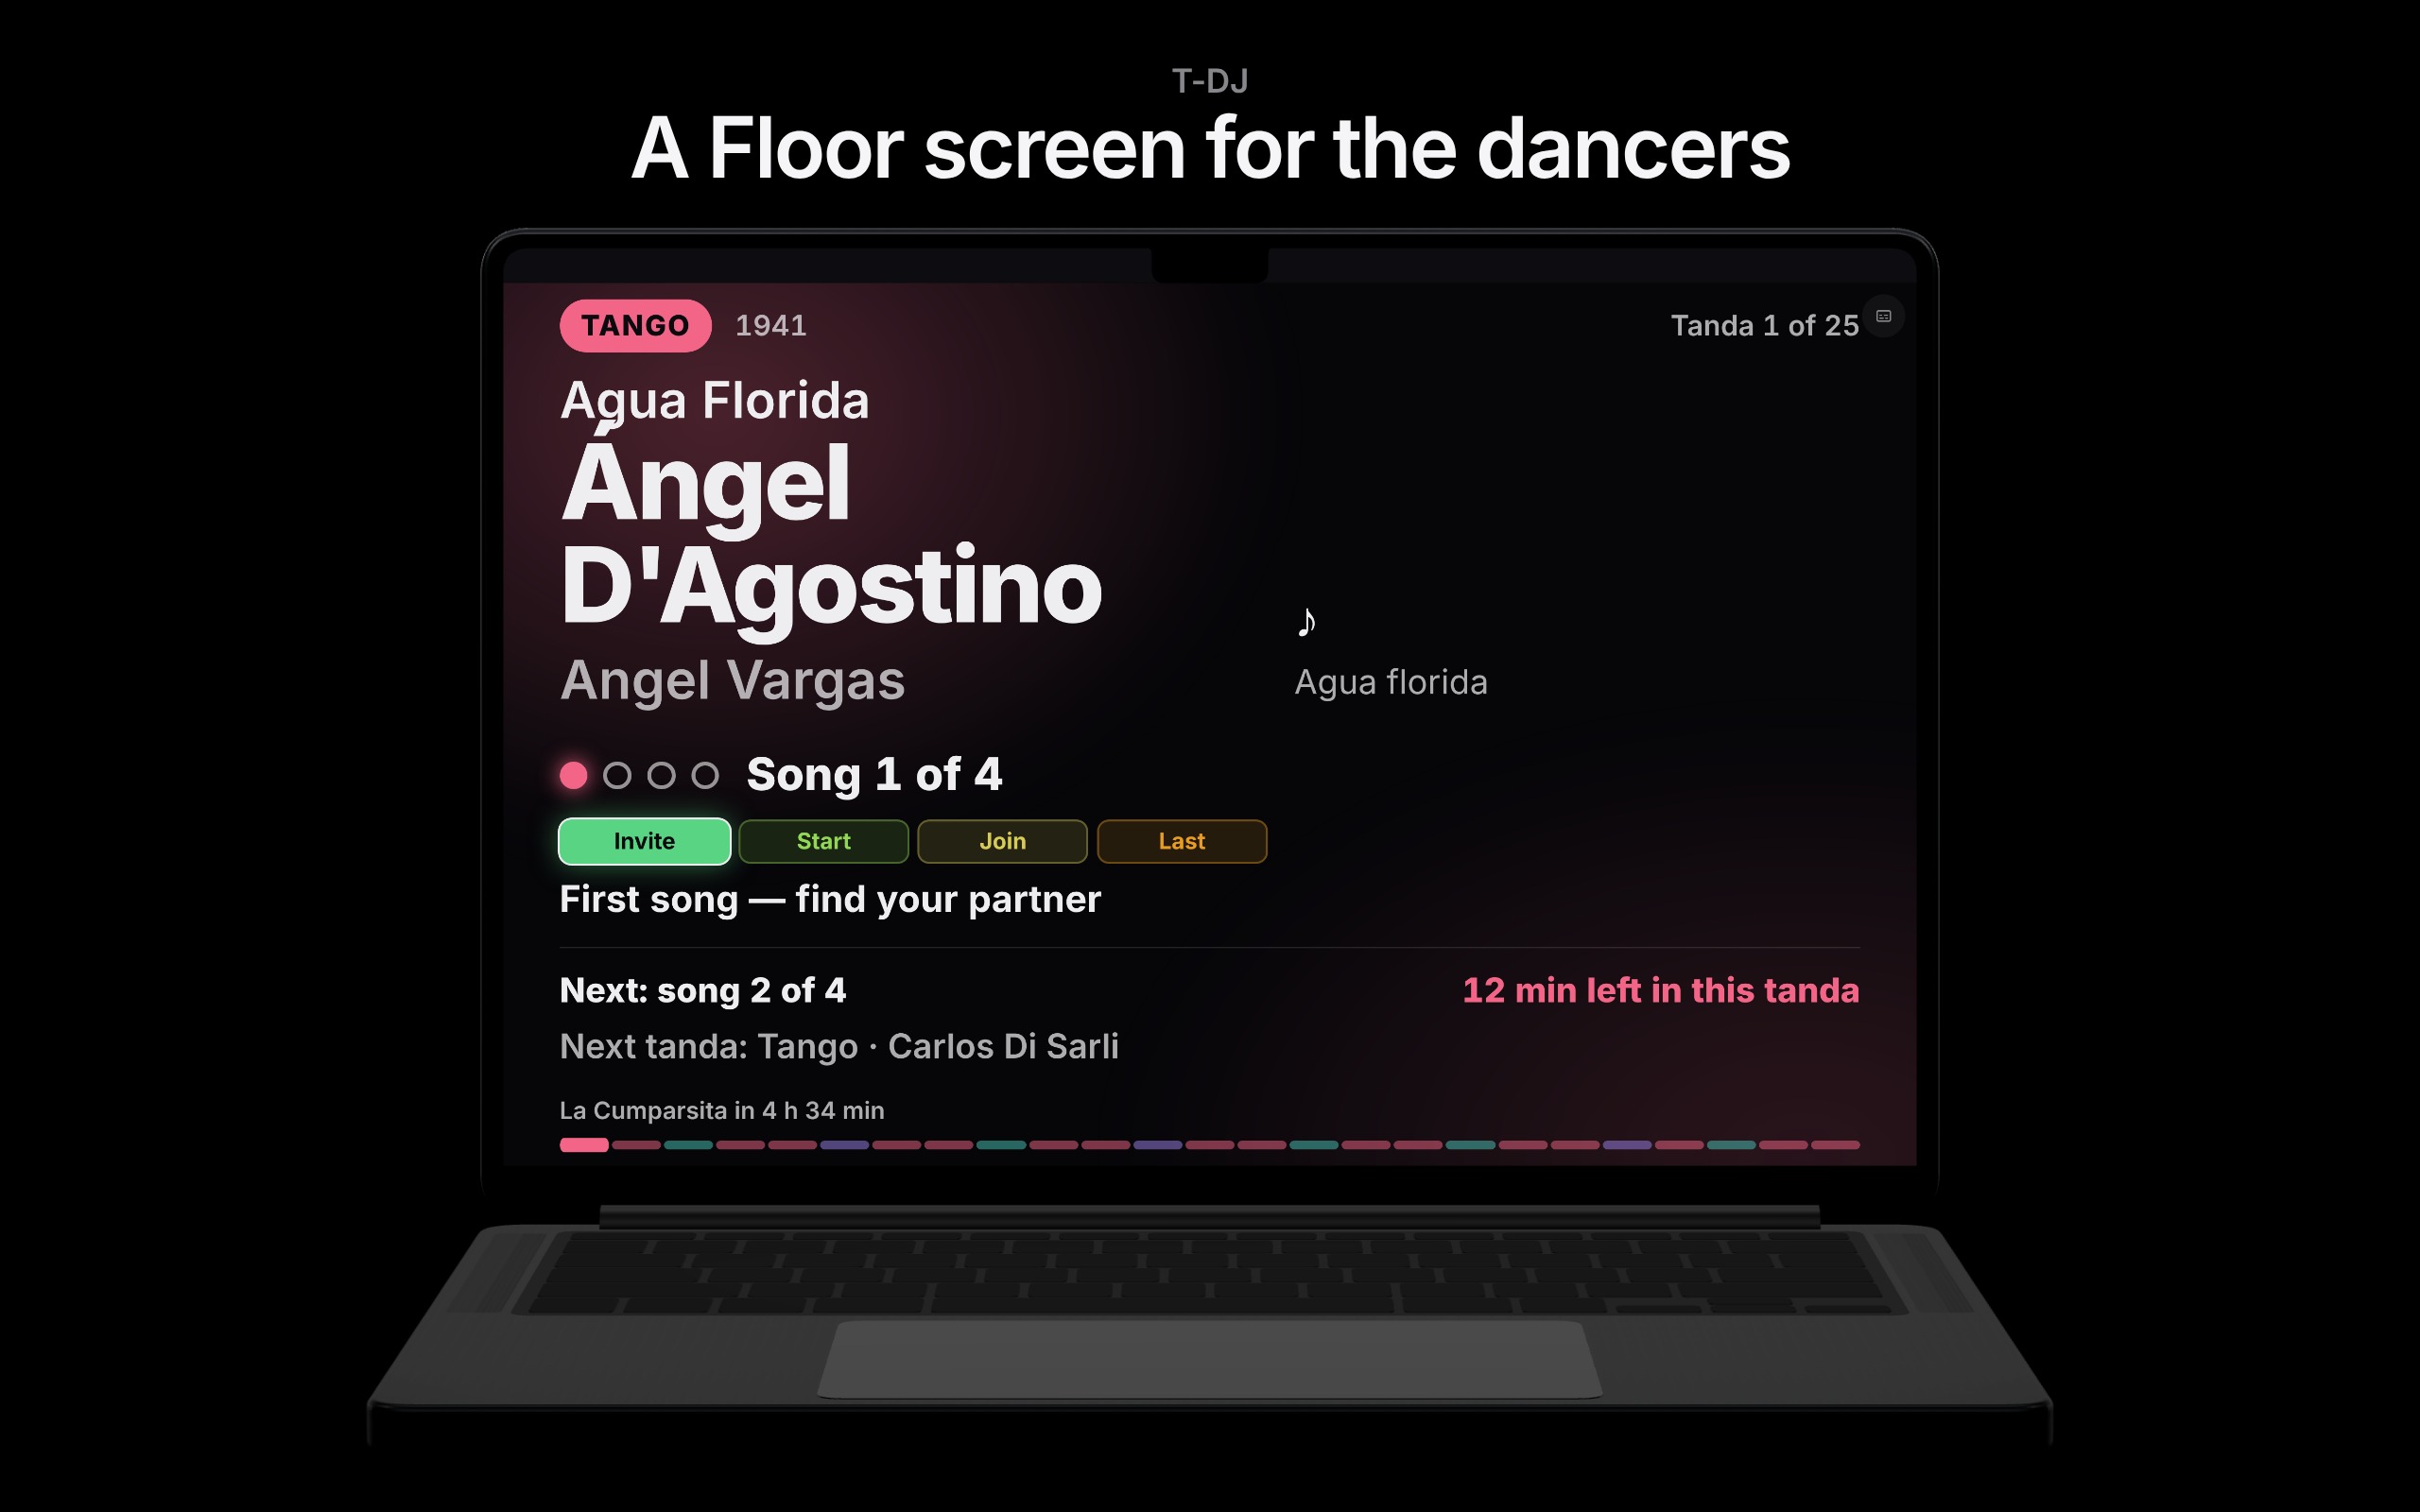 T-DJ
A Floor screen for the dancers
TANGO 1941
Tanda 1 of 25
Agua Florida
Ángel
D'Agostino
Angel Vargas
♪
Agua florida
Song 1 of 4
Invite Start Join Last
First song — find your partner
Next: song 2 of 4
12 min left in this tanda
Next tanda: Tango · Carlos Di Sarli
La Cumparsita in 4 h 34 min